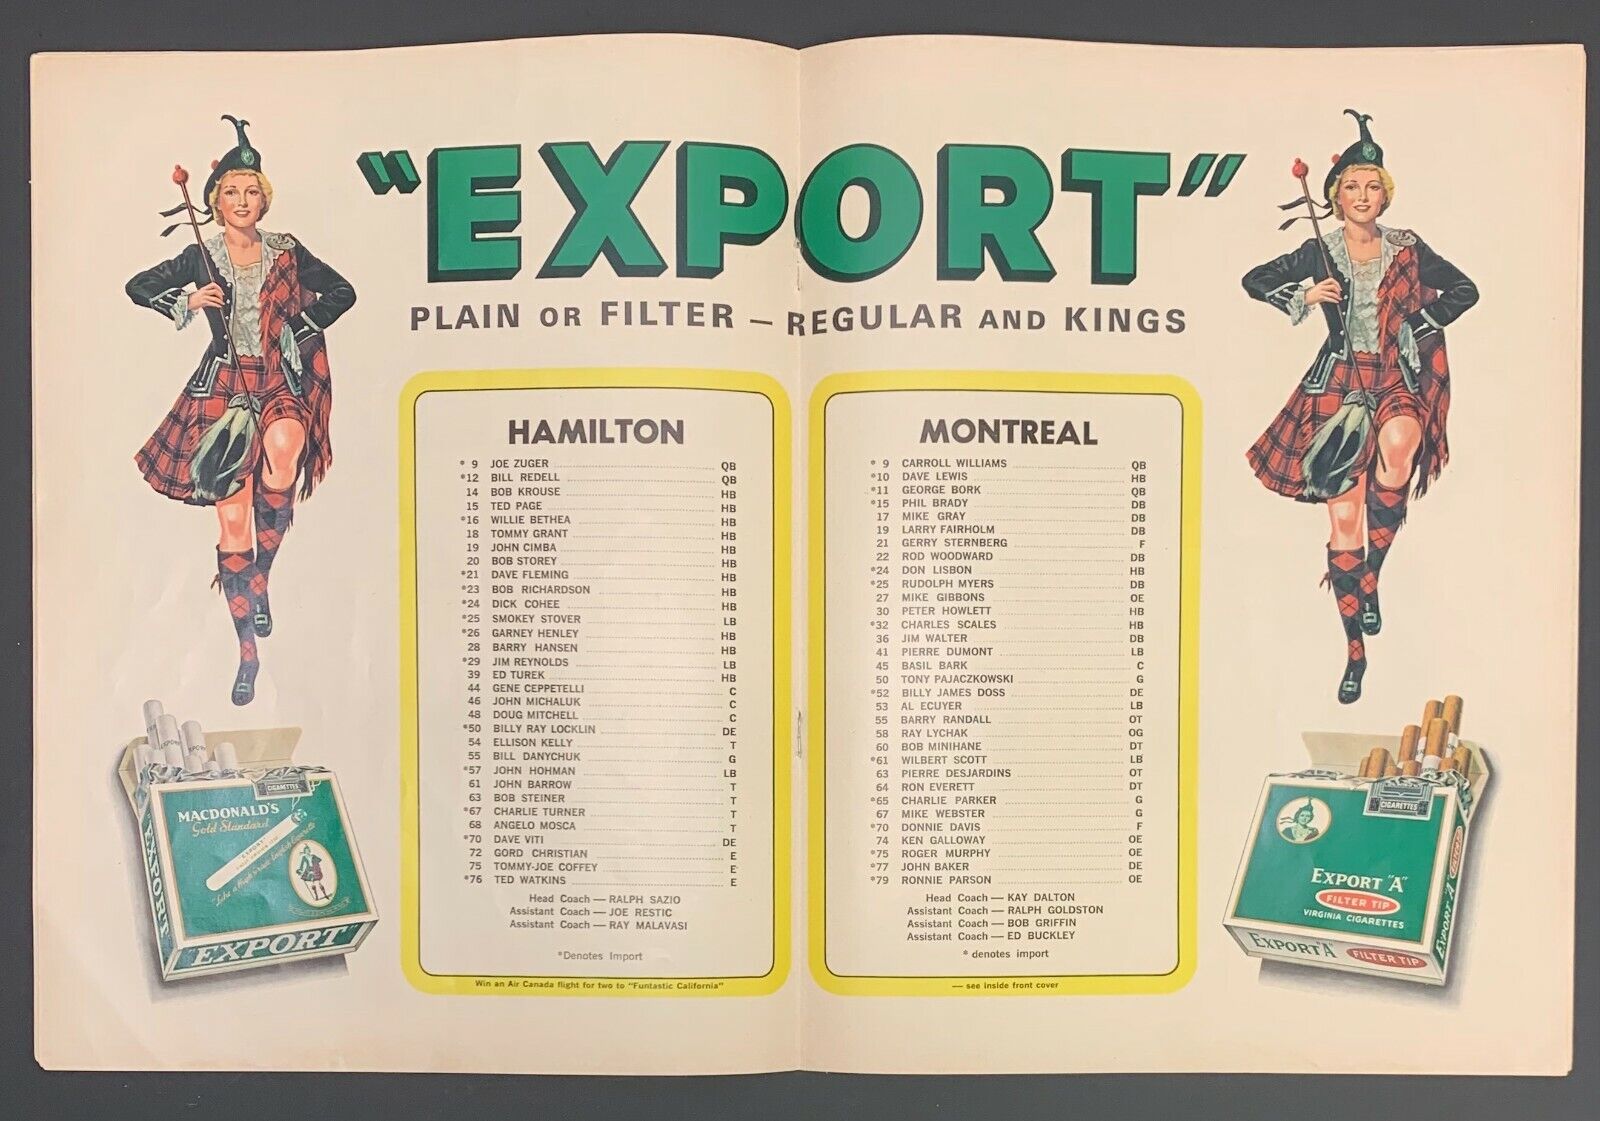 "EXPORT"
PLAIN OR FILTER — REGULAR AND KINGS
HAMILTON
* 9 JOE ZUGER QB
*12 BILL REDELL QB
14 BOB KROUSE HB
15 TED PAGE HB
*16 WILLIE BETHEA HB
18 TOMMY GRANT HB
19 JOHN CIMBA HB
20 BOB STOREY HB
*21 DAVE FLEMING HB
*23 BOB RICHARDSON HB
*24 DICK COHEE HB
*25 SMOKEY STOVER LB
*26 GARNEY HENLEY HB
28 BARRY HANSEN HB
*29 JIM REYNOLDS LB
39 ED TUREK HB
44 GENE CEPPETELLI C
46 JOHN MICHALUK C
48 DOUG MITCHELL C
*50 BILLY RAY LOCKLIN DE
54 ELLISON KELLY T
55 BILL DANYCHUK G
*57 JOHN HOHMAN LB
61 JOHN BARROW T
63 BOB STEINER T
*67 CHARLIE TURNER T
68 ANGELO MOSCA T
*70 DAVE VITI DE
72 GORD CHRISTIAN E
75 TOMMY-JOE COFFEY E
*76 TED WATKINS E
Head Coach — RALPH SAZIO
Assistant Coach — JOE RESTIC
Assistant Coach — RAY MALAVASI
*Denotes Import
Win an Air Canada flight for two to "Funtastic California"
MONTREAL
* 9 CARROLL WILLIAMS QB
*10 DAVE LEWIS HB
*11 GEORGE BORK QB
*15 PHIL BRADY DB
17 MIKE GRAY DB
19 LARRY FAIRHOLM DB
21 GERRY STERNBERG F
22 ROD WOODWARD DB
*24 DON LISBON HB
*25 RUDOLPH MYERS DB
27 MIKE GIBBONS OE
30 PETER HOWLETT HB
*32 CHARLES SCALES HB
36 JIM WALTER DB
41 PIERRE DUMONT LB
45 BASIL BARK C
50 TONY PAJACZKOWSKI G
*52 BILLY JAMES DOSS DE
53 AL ECUYER LB
55 BARRY RANDALL OT
58 RAY LYCHAK OG
60 BOB MINIHANE DT
*61 WILBERT SCOTT LB
63 PIERRE DESJARDINS OT
64 RON EVERETT DT
*65 CHARLIE PARKER G
67 MIKE WEBSTER G
*70 DONNIE DAVIS F
74 KEN GALLOWAY OE
*75 ROGER MURPHY OE
*77 JOHN BAKER DE
*79 RONNIE PARSON OE
Head Coach — KAY DALTON
Assistant Coach — RALPH GOLDSTON
Assistant Coach — BOB GRIFFIN
Assistant Coach — ED BUCKLEY
* denotes import
— see inside front cover
CIGARETTES
MACDONALD'S
Gold Standard
EXPORT
"EXPORT"
"EXPORT"
CIGARETTES
EXPORT "A"
FILTER TIP
VIRGINIA CIGARETTES
EXPORT "A" FILTER TIP
EXPORT "A"